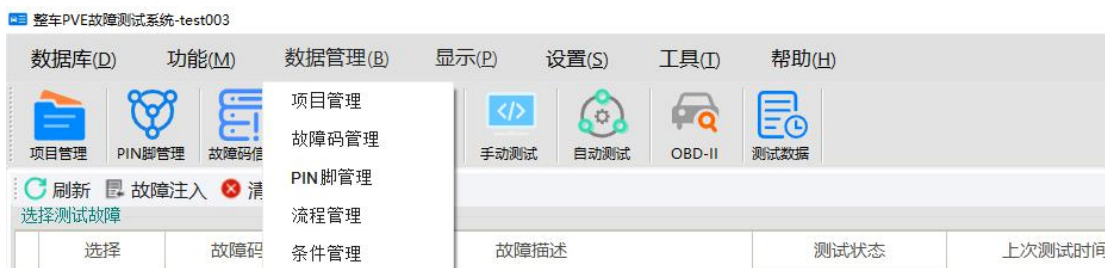 整车PVE故障测试系统-test003
数据库(D) 功能(M) 数据管理(B) 显示(P) 设置(S) 工具(T) 帮助(H)
项目管理 PIN脚管理 故障码信 手动测试 自动测试 OBD-II 测试数据
项目管理
故障码管理
PIN脚管理
流程管理
条件管理
刷新 故障注入 清
选择测试故障
选择 故障码 故障描述 测试状态 上次测试时间